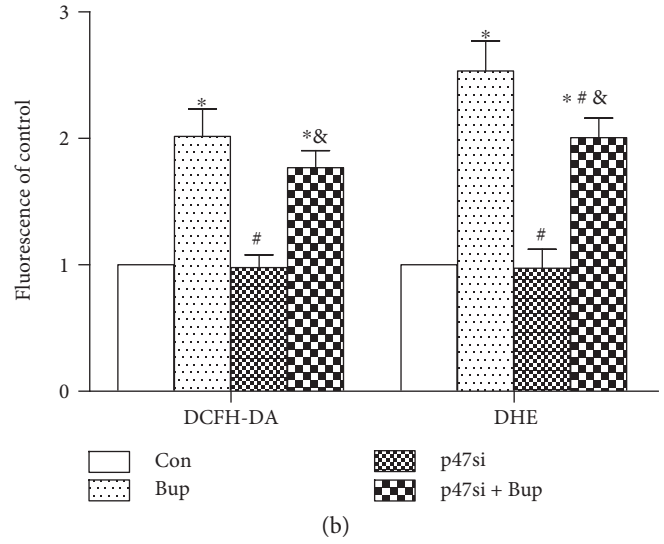 3
2
1
0
Fluorescence of control
*
#
*&
*
#
* # &
DCFH-DA
DHE
Con
Bup
p47si
p47si + Bup
(b)